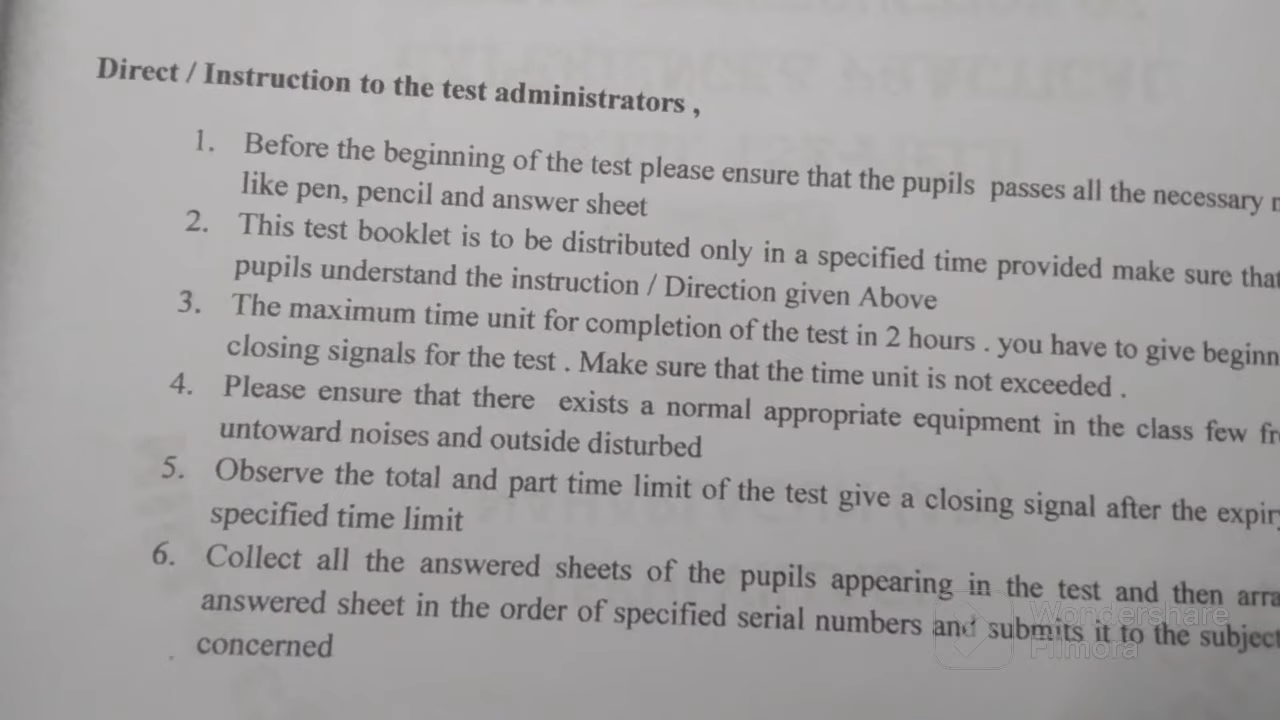 Direct / Instruction to the test administrators ,
1. Before the beginning of the test please ensure that the pupils passes all the necessary
like pen, pencil and answer sheet
2. This test booklet is to be distributed only in a specified time provided make sure that
pupils understand the instruction / Direction given Above
3. The maximum time unit for completion of the test in 2 hours . you have to give beginn
closing signals for the test . Make sure that the time unit is not exceeded .
4. Please ensure that there exists a normal appropriate equipment in the class few fr
untoward noises and outside disturbed
5. Observe the total and part time limit of the test give a closing signal after the expir
specified time limit
6. Collect all the answered sheets of the pupils appearing in the test and then arra
answered sheet in the order of specified serial numbers and submits it to the subject
concerned
Wondershare
Filmora